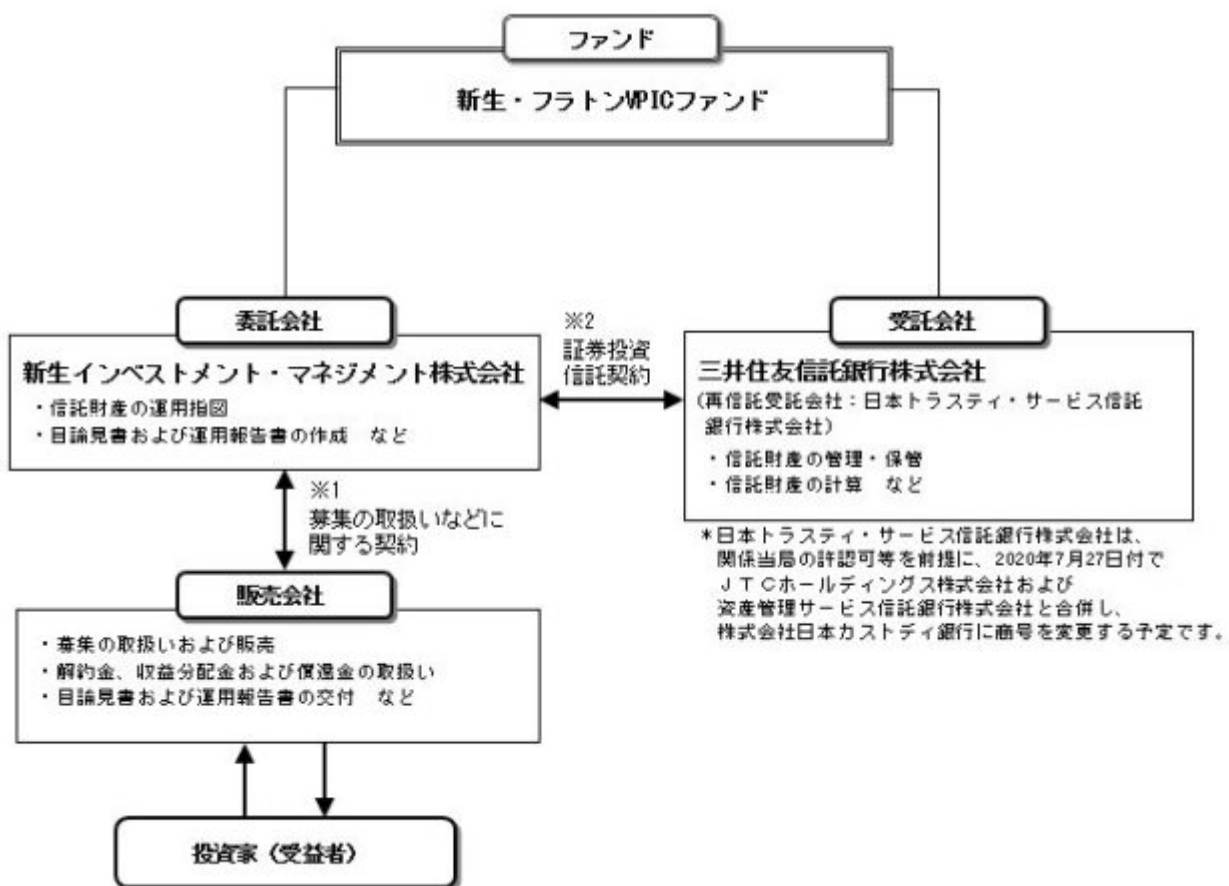 ファンド
新生・フラトンVPICファンド
委託会社
新生インベストメント・マネジメント株式会社
・信託財産の運用指図
・目論見書および運用報告書の作成　など
※2
証券投資
信託契約
受託会社
三井住友信託銀行株式会社
（再信託受託会社：日本トラスティ・サービス信託
銀行株式会社）
・信託財産の管理・保管
・信託財産の計算　など
＊日本トラスティ・サービス信託銀行株式会社は、
関係当局の許認可等を前提に、2020年7月27日付で
ＪＴＣホールディングス株式会社および
資産管理サービス信託銀行株式会社と合併し、
株式会社日本カストディ銀行に商号を変更する予定です。
※1
募集の取扱いなどに
関する契約
販売会社
・募集の取扱いおよび販売
・解約金、収益分配金および償還金の取扱い
・目論見書および運用報告書の交付　など
投資家（受益者）